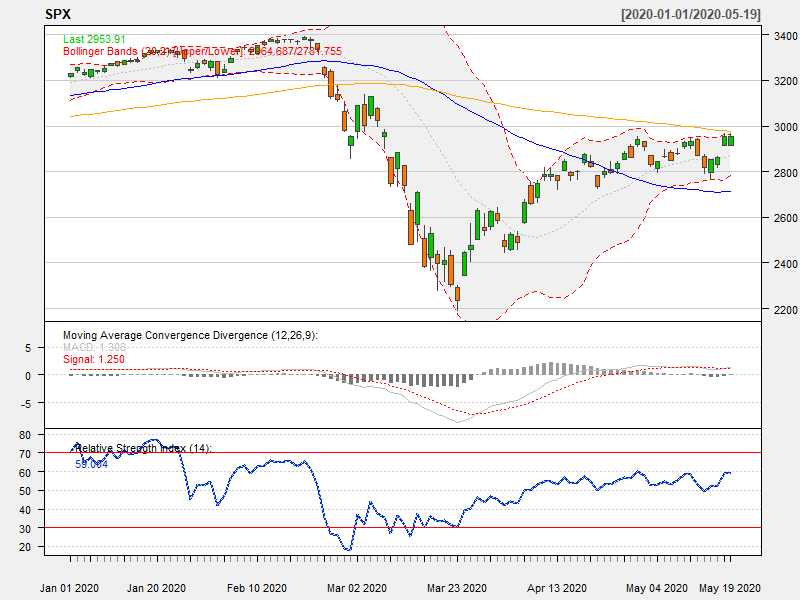 SPX [2020-01-01/2020-05-19]
Last 2953.91
Bollinger Bands (20,2) [Upper/Lower]: 2964.687/2781.755
3400
3200
3000
2800
2600
2400
2200
Moving Average Convergence Divergence (12,26,9):
MACD: 1.308
Signal: 1.250
5
0
-5
Relative Strength Index (14):
59.004
80
70
60
50
40
30
20
Jan 01 2020 Jan 20 2020 Feb 10 2020 Mar 02 2020 Mar 23 2020 Apr 13 2020 May 04 2020 May 19 2020